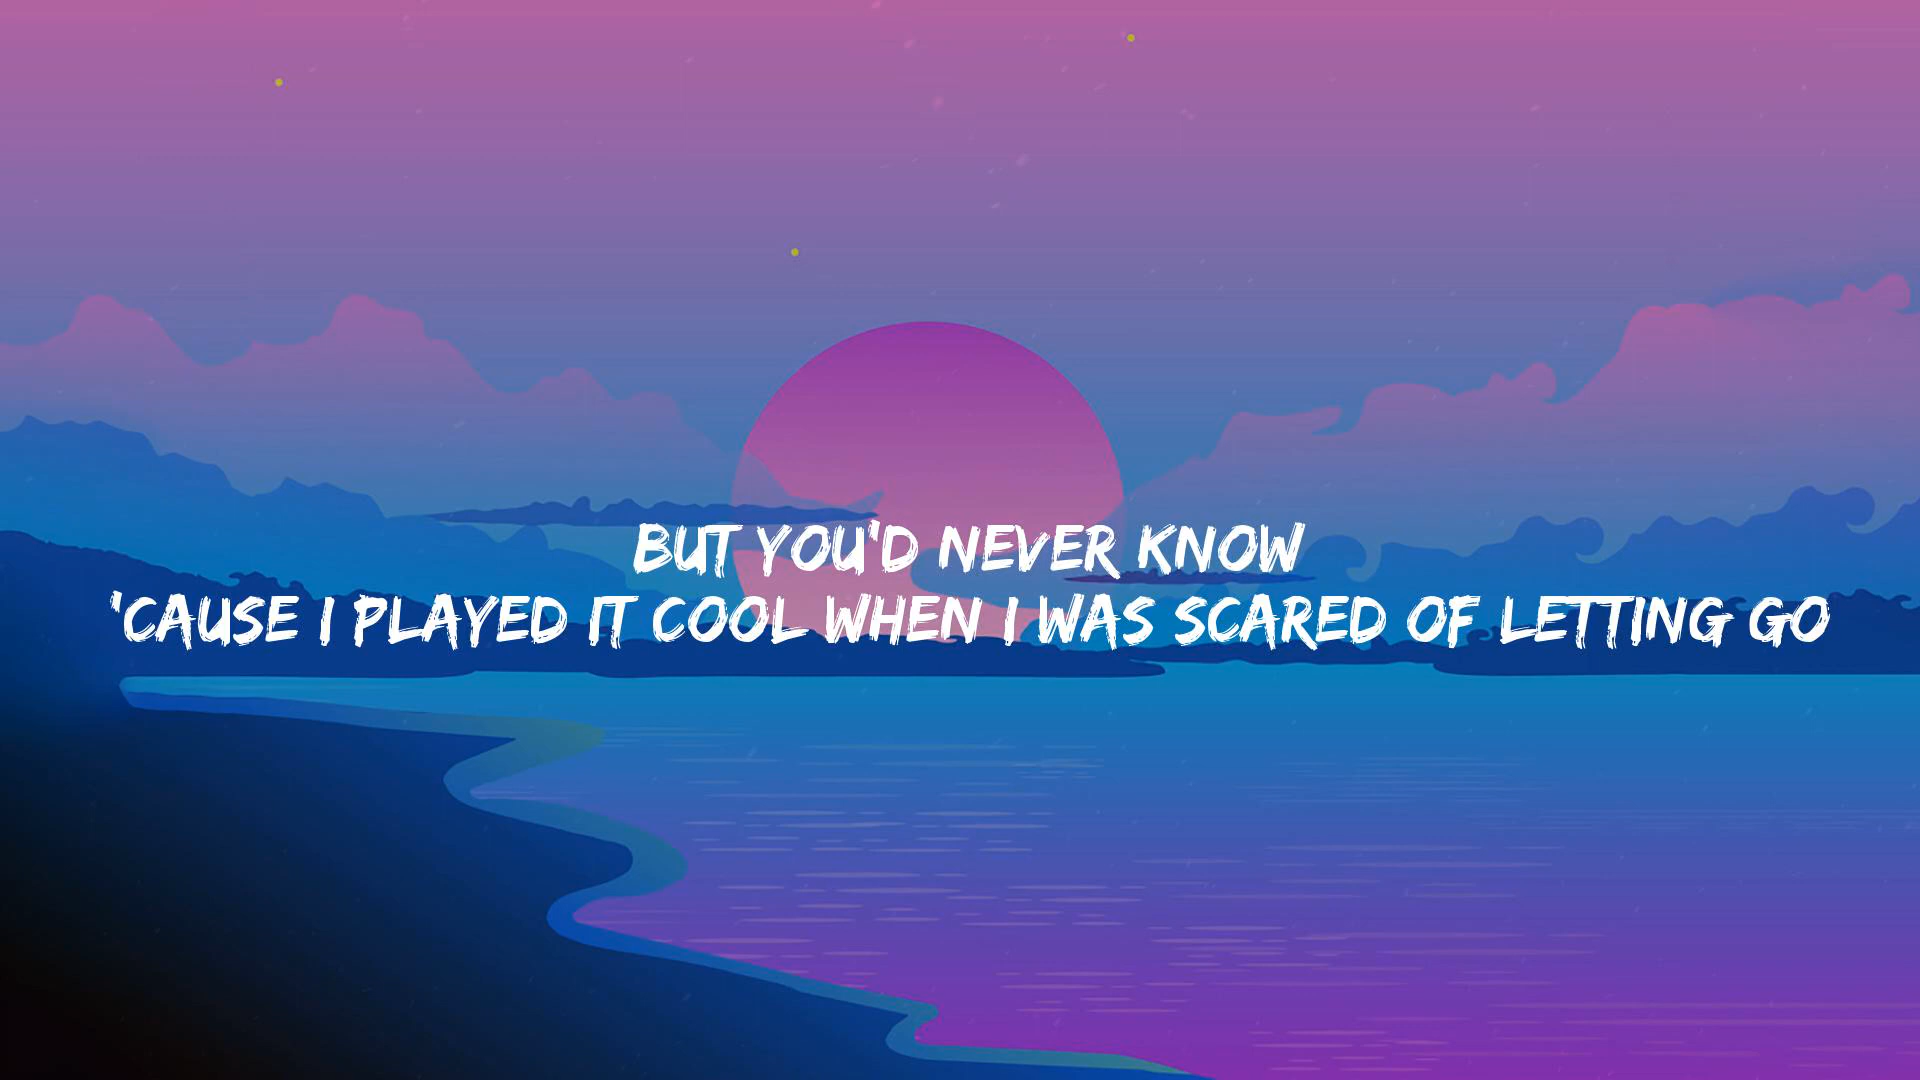 BUT YOU'D NEVER KNOW
'CAUSE I PLAYED IT COOL WHEN I WAS SCARED OF LETTING GO